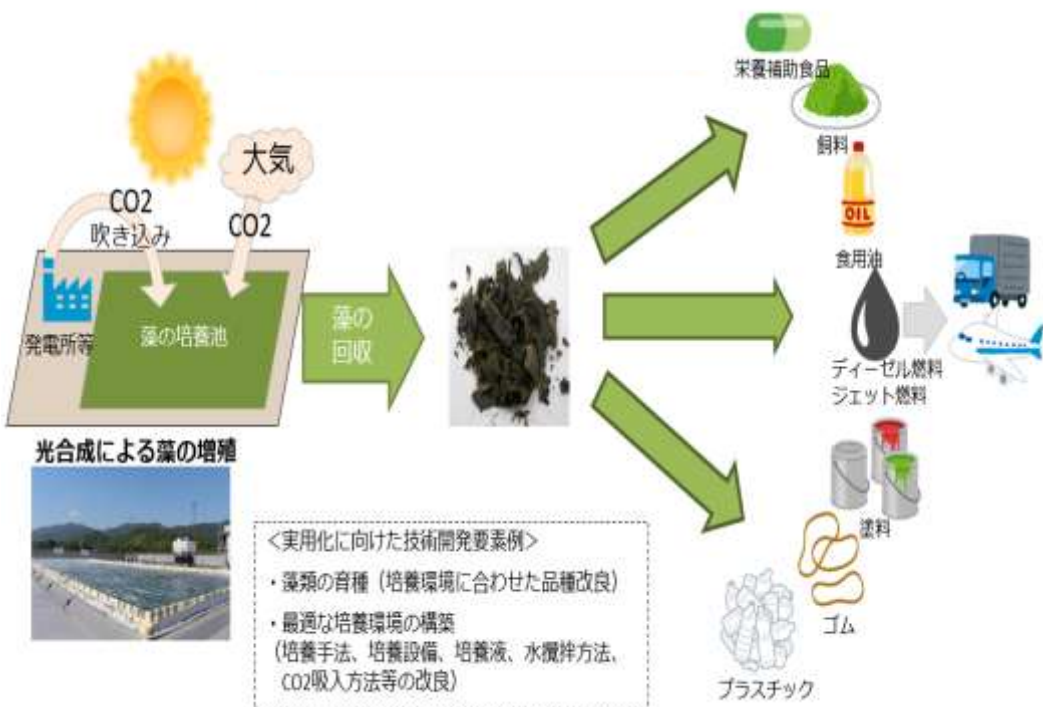 栄養補助食品
飼料
大気
CO2
吹き込み
CO2
OIL
食用油
発電所等
藻の培養池
藻の
回収
ディーゼル燃料
ジェット燃料
光合成による藻の増殖
塗料
ゴム
プラスチック
＜実用化に向けた技術開発要素例＞
・藻類の育種（培養環境に合わせた品種改良）
・最適な培養環境の構築
（培養手法、培養設備、培養液、水攪拌方法、
CO2吸入方法等の改良）